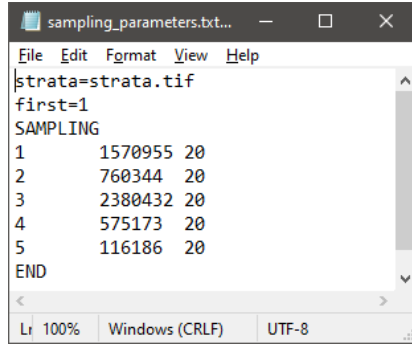 sampling_parameters.txt...
File Edit Format View Help
strata=strata.tif
first=1
SAMPLING
1 1570955 20
2 760344 20
3 2380432 20
4 575173 20
5 116186 20
END
Lr 100% Windows (CRLF) UTF-8